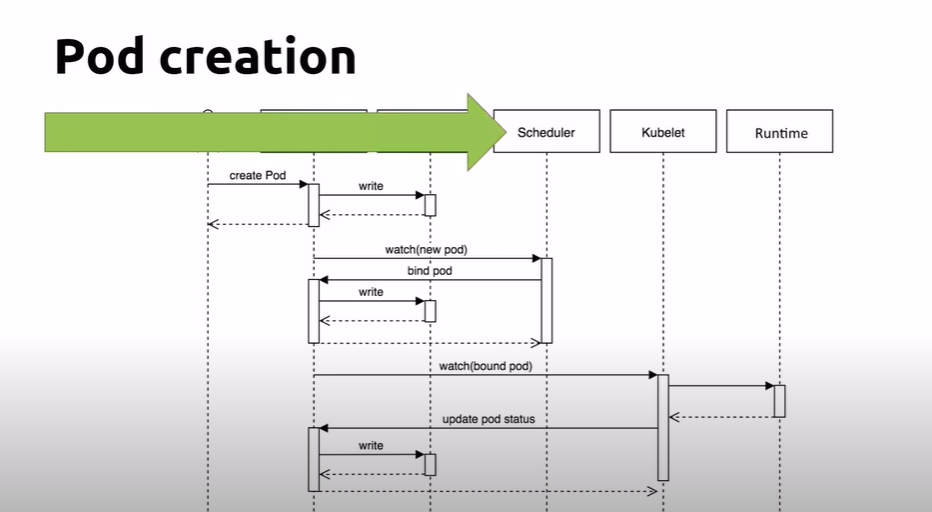 Pod creation
Scheduler
Kubelet
Runtime
create Pod
write
watch(new pod)
bind pod
write
watch(bound pod)
update pod status
write